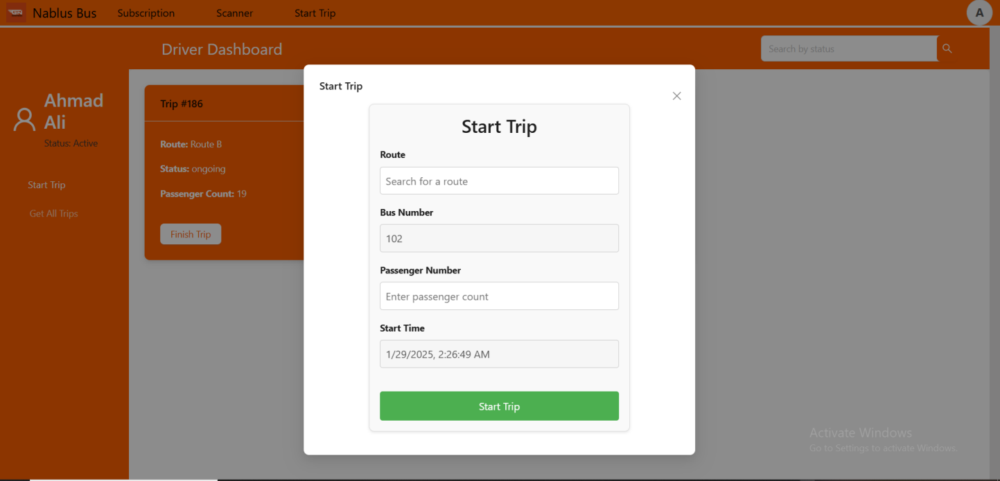 Nablus Bus Subscription Scanner Start Trip A
Driver Dashboard
Search by status
Ahmad
Ali
Status: Active
Start Trip
Get All Trips
Trip #186
Route: Route B
Status: ongoing
Passenger Count: 19
Finish Trip
Start Trip
Start Trip
Route
Search for a route
Bus Number
102
Passenger Number
Enter passenger count
Start Time
1/29/2025, 2:26:49 AM
Start Trip
Activate Windows
Go to Settings to activate Windows.